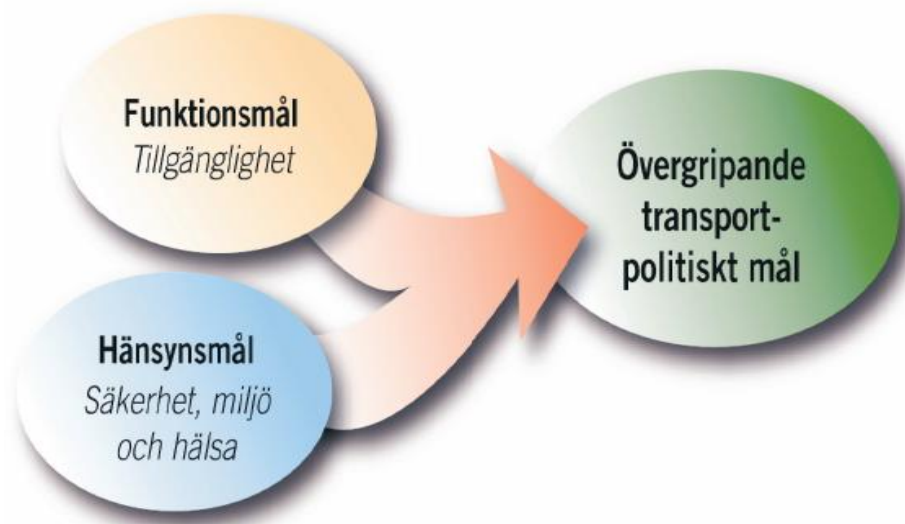 Funktionsmål
Tillgänglighet
Hänsynsmål
Säkerhet, miljö
och hälsa
Övergripande
transport-
politiskt mål